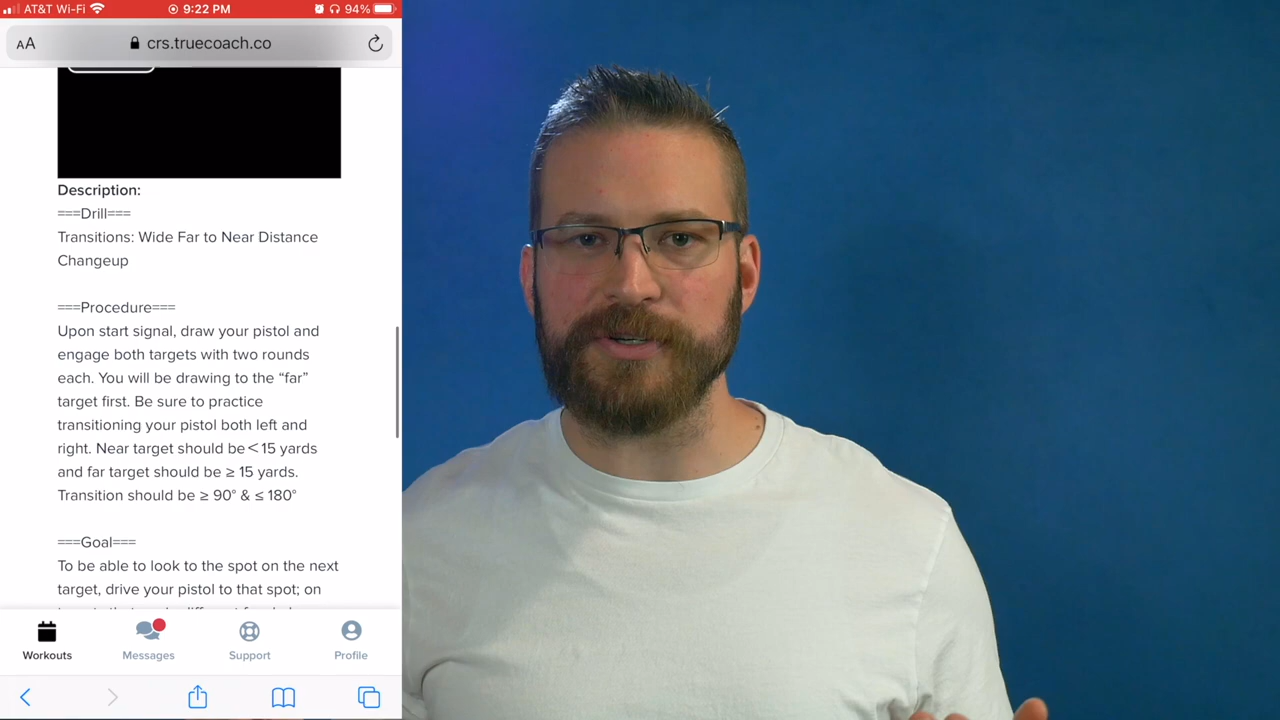 AT&T Wi-Fi 9:22 PM 94%
AA crs.truecoach.co
Description:
===Drill===
Transitions: Wide Far to Near Distance
Changeup
===Procedure===
Upon start signal, draw your pistol and
engage both targets with two rounds
each. You will be drawing to the “far”
target first. Be sure to practice
transitioning your pistol both left and
right. Near target should be < 15 yards
and far target should be ≥ 15 yards.
Transition should be ≥ 90° & ≤ 180°
===Goal===
To be able to look to the spot on the next
target, drive your pistol to that spot; on
Workouts Messages Support Profile